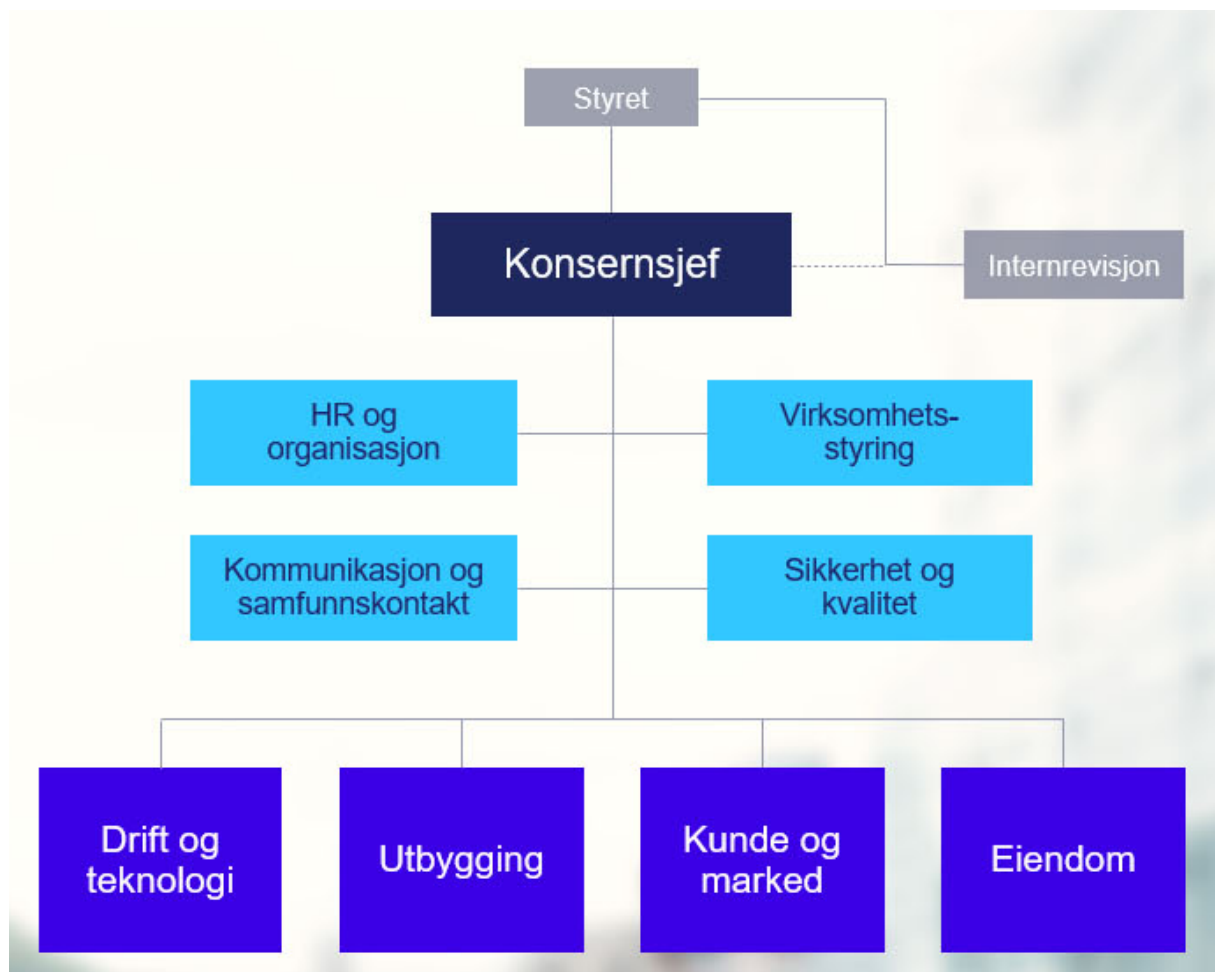 Styret
Konsernsjef
Internrevisjon
HR og
organisasjon
Virksomhets-
styring
Kommunikasjon og
samfunnskontakt
Sikkerhet og
kvalitet
Drift og
teknologi
Utbygging
Kunde og
marked
Eiendom